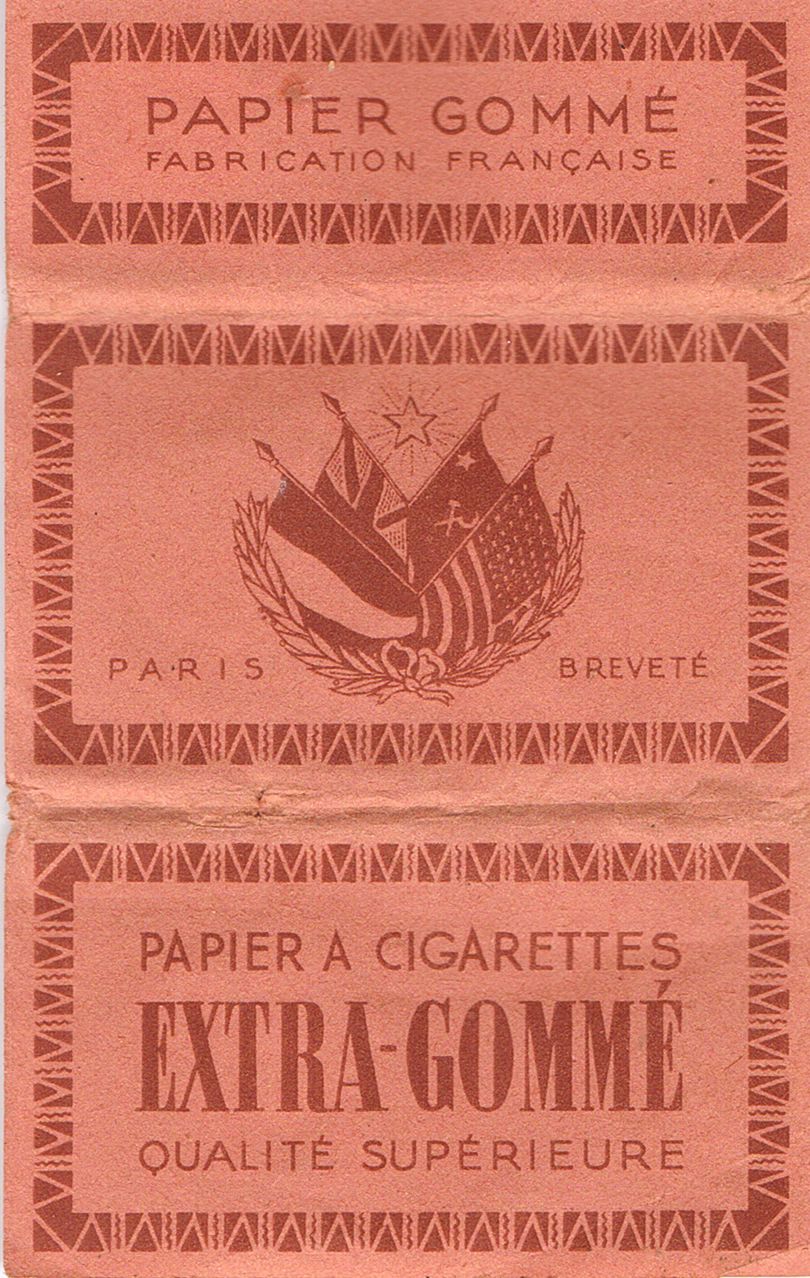 PAPIER GOMMÉ
FABRICATION FRANÇAISE
PARIS BREVETÉ
PAPIER A CIGARETTES
EXTRA-GOMMÉ
QUALITÉ SUPÉRIEURE